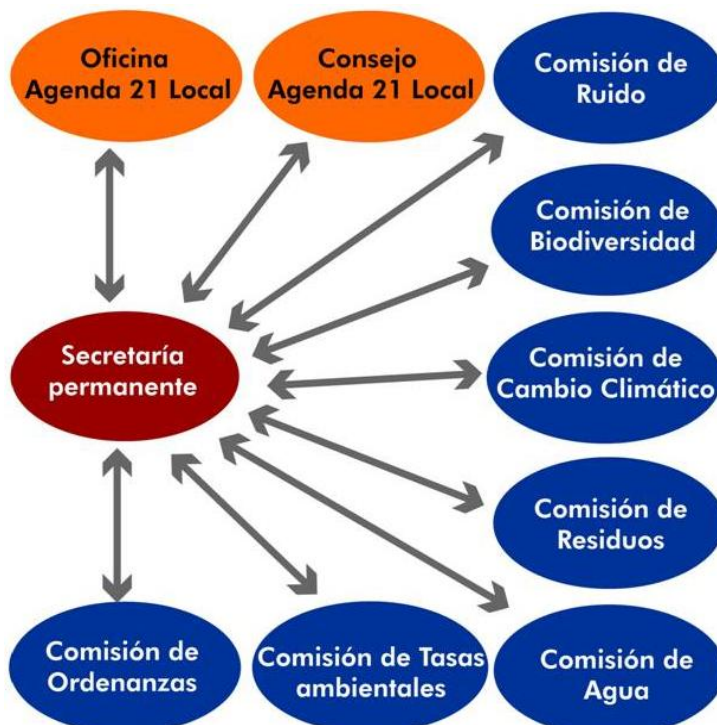 Oficina
Agenda 21 Local
Consejo
Agenda 21 Local
Comisión de
Ruido
Comisión de
Biodiversidad
Secretaría
permanente
Comisión de
Cambio Climático
Comisión de
Residuos
Comisión de
Ordenanzas
Comisión de Tasas
ambientales
Comisión de
Agua